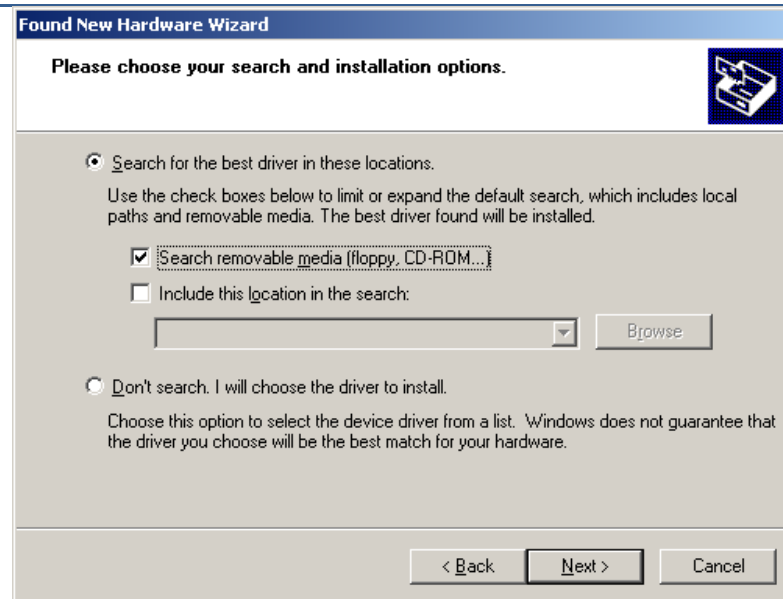 Found New Hardware Wizard
Please choose your search and installation options.
Search for the best driver in these locations.
Use the check boxes below to limit or expand the default search, which includes local
paths and removable media. The best driver found will be installed.
Search removable media (floppy, CD-ROM...)
Include this location in the search:
Browse
Don't search. I will choose the driver to install.
Choose this option to select the device driver from a list. Windows does not guarantee that
the driver you choose will be the best match for your hardware.
< Back Next > Cancel